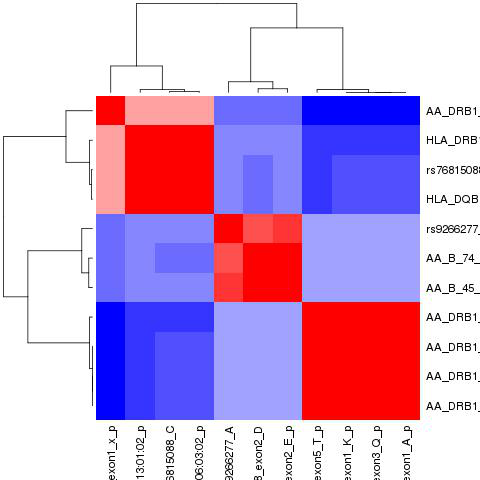 AA_DRB1_
HLA_DRB1
rs76815088
HLA_DQB
rs9266277_
AA_B_74_
AA_B_45_
AA_DRB1_
AA_DRB1_
AA_DRB1_
AA_DRB1_
exon1_X_p
13:01:02_p
6815088_C
06:03:02_p
9266277_A
8_exon2_D
exon2_E_p
exon5_T_p
exon1_K_p
exon3_Q_p
exon1_A_p